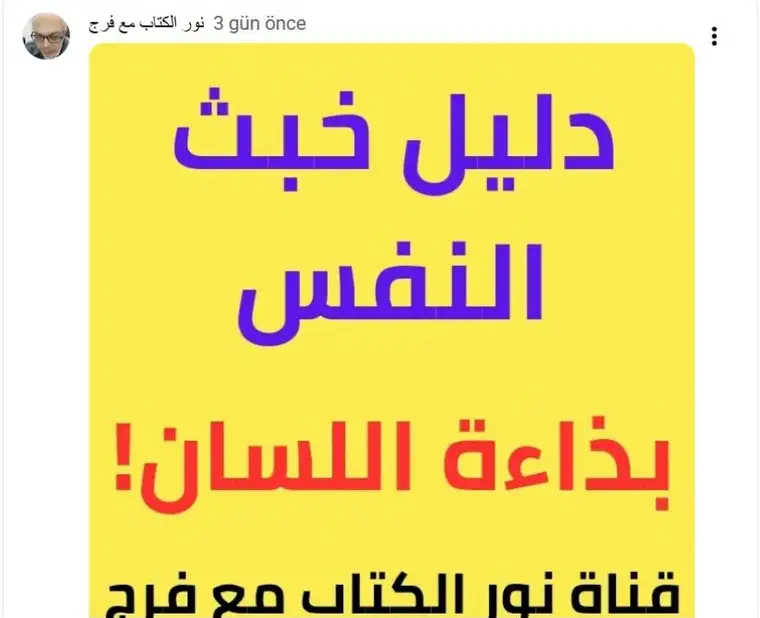 نور الكتاب مع فرج 3 gün önce
دليل خبث
النفس
بذاءة اللسان!
قناة نور الكتاب مع فرج